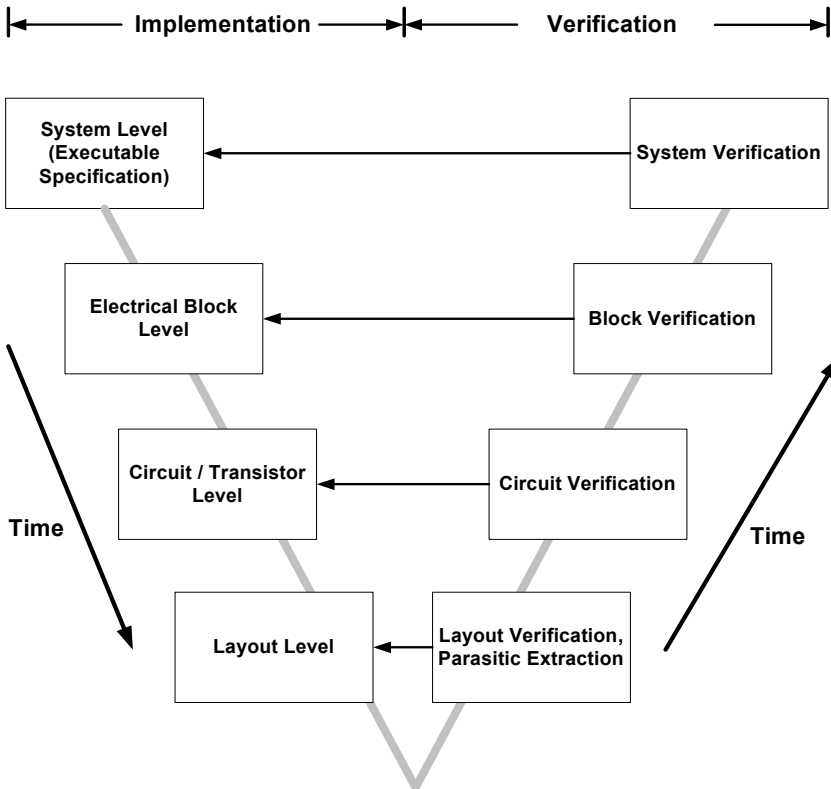 Implementation
Verification
System Level
(Executable
Specification)
System Verification
Electrical Block
Level
Block Verification
Circuit / Transistor
Level
Circuit Verification
Time
Time
Layout Level
Layout Verification,
Parasitic Extraction